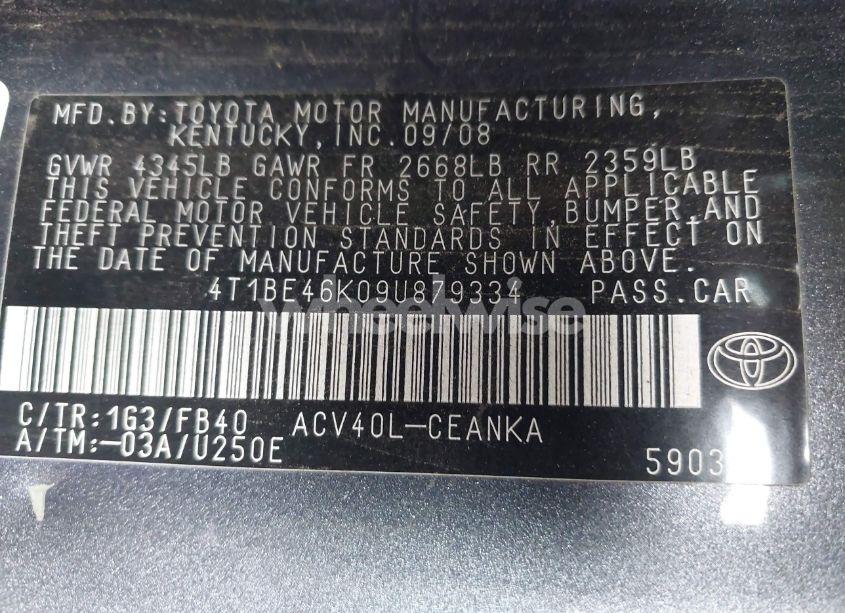 MFD.BY:TOYOTA MOTOR MANUFACTURING,
KENTUCKY,INC.09/08
GVWR 4345LB GAWR FR 2668LB RR 2359LB
THIS VEHICLE CONFORMS TO ALL APPLICABLE
FEDERAL MOTOR VEHICLE SAFETY,BUMPER,AND
THEFT PREVENTION STANDARDS IN EFFECT ON
THE DATE OF MANUFACTURE SHOWN ABOVE.
4T1BE46K09U879334 PASS.CAR
Wheelwise
C/TR:1G3/FB40 ACV40L-CEANKA
A/TM:-03A/U250E
5903